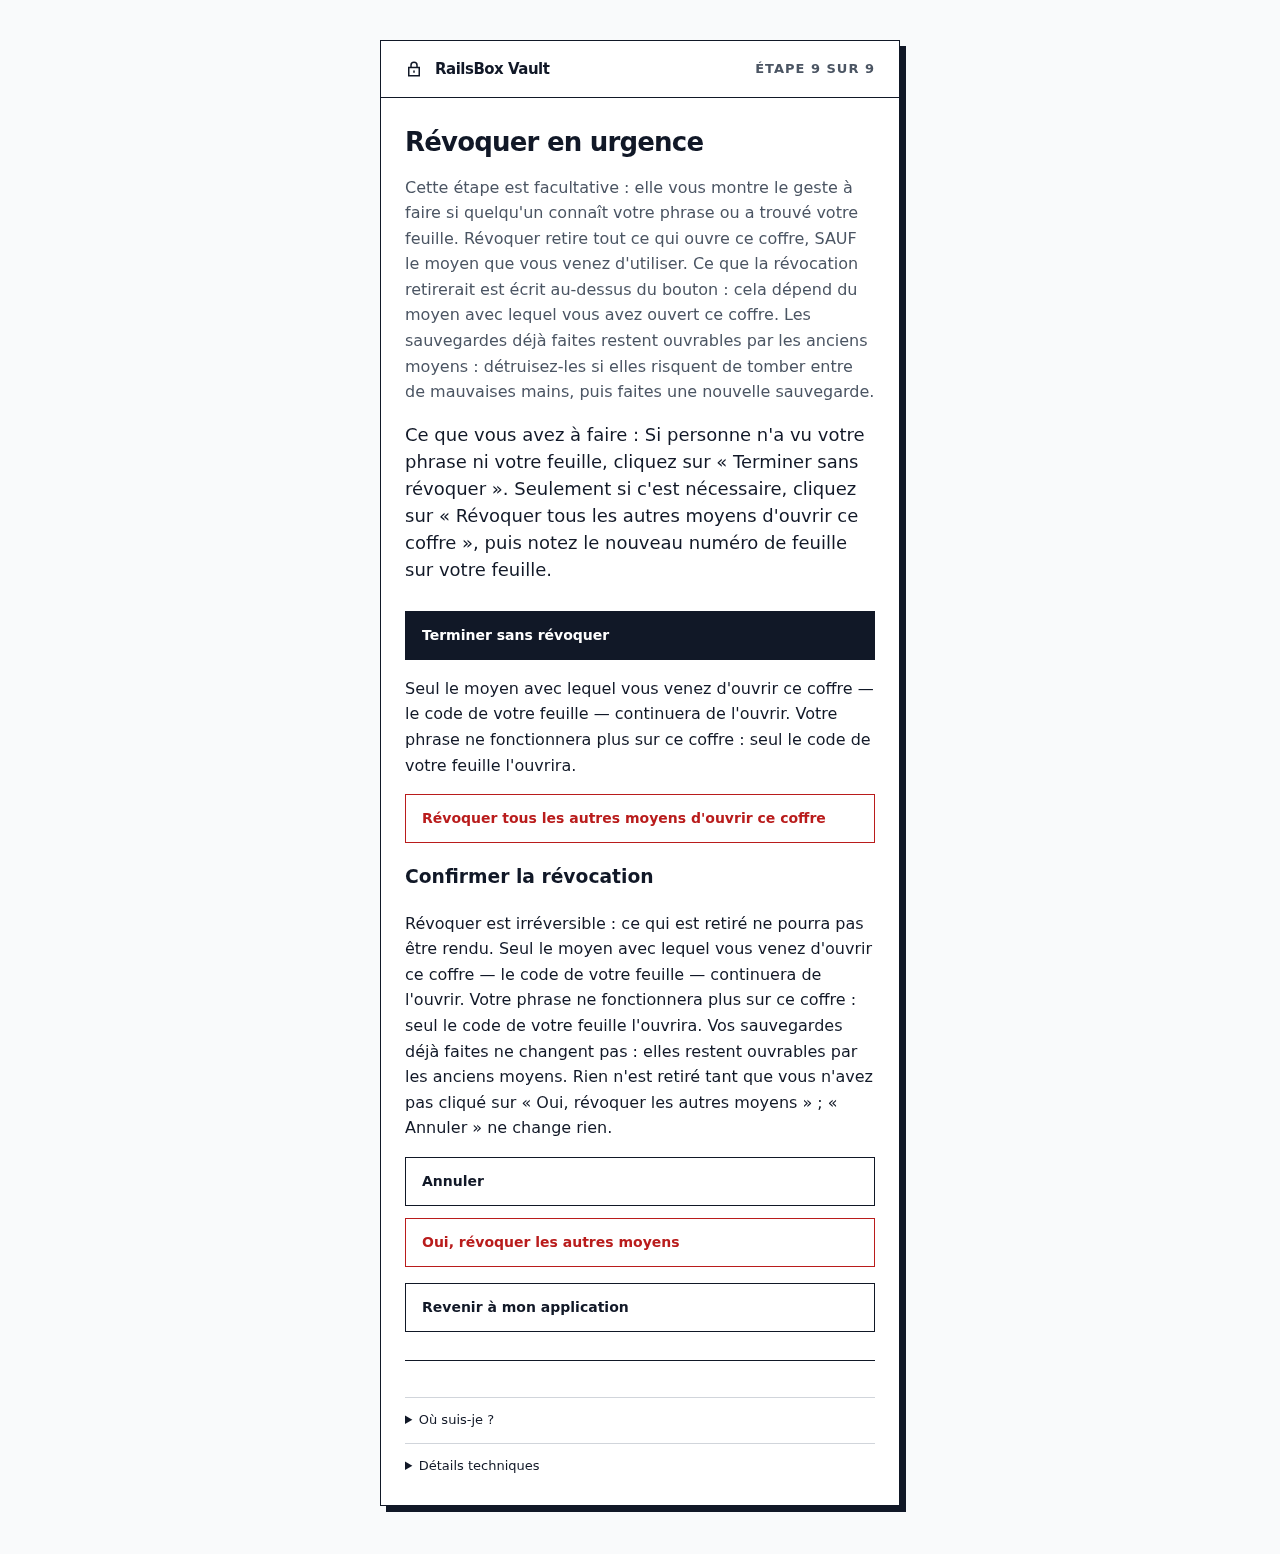 RailsBox Vault
ÉTAPE 9 SUR 9
Révoquer en urgence
Cette étape est facultative : elle vous montre le geste à
faire si quelqu'un connaît votre phrase ou a trouvé votre
feuille. Révoquer retire tout ce qui ouvre ce coffre, SAUF
le moyen que vous venez d'utiliser. Ce que la révocation
retirerait est écrit au-dessus du bouton : cela dépend du
moyen avec lequel vous avez ouvert ce coffre. Les
sauvegardes déjà faites restent ouvrables par les anciens
moyens : détruisez-les si elles risquent de tomber entre
de mauvaises mains, puis faites une nouvelle sauvegarde.
Ce que vous avez à faire : Si personne n'a vu votre
phrase ni votre feuille, cliquez sur « Terminer sans
révoquer ». Seulement si c'est nécessaire, cliquez
sur « Révoquer tous les autres moyens d'ouvrir ce
coffre », puis notez le nouveau numéro de feuille
sur votre feuille.
Terminer sans révoquer
Seul le moyen avec lequel vous venez d'ouvrir ce coffre —
le code de votre feuille — continuera de l'ouvrir. Votre
phrase ne fonctionnera plus sur ce coffre : seul le code de
votre feuille l'ouvrira.
Révoquer tous les autres moyens d'ouvrir ce coffre
Confirmer la révocation
Révoquer est irréversible : ce qui est retiré ne pourra pas
être rendu. Seul le moyen avec lequel vous venez d'ouvrir
ce coffre — le code de votre feuille — continuera de
l'ouvrir. Votre phrase ne fonctionnera plus sur ce coffre :
seul le code de votre feuille l'ouvrira. Vos sauvegardes
déjà faites ne changent pas : elles restent ouvrables par
les anciens moyens. Rien n'est retiré tant que vous n'avez
pas cliqué sur « Oui, révoquer les autres moyens » ; «
Annuler » ne change rien.
Annuler
Oui, révoquer les autres moyens
Revenir à mon application
Où suis-je ?
Détails techniques